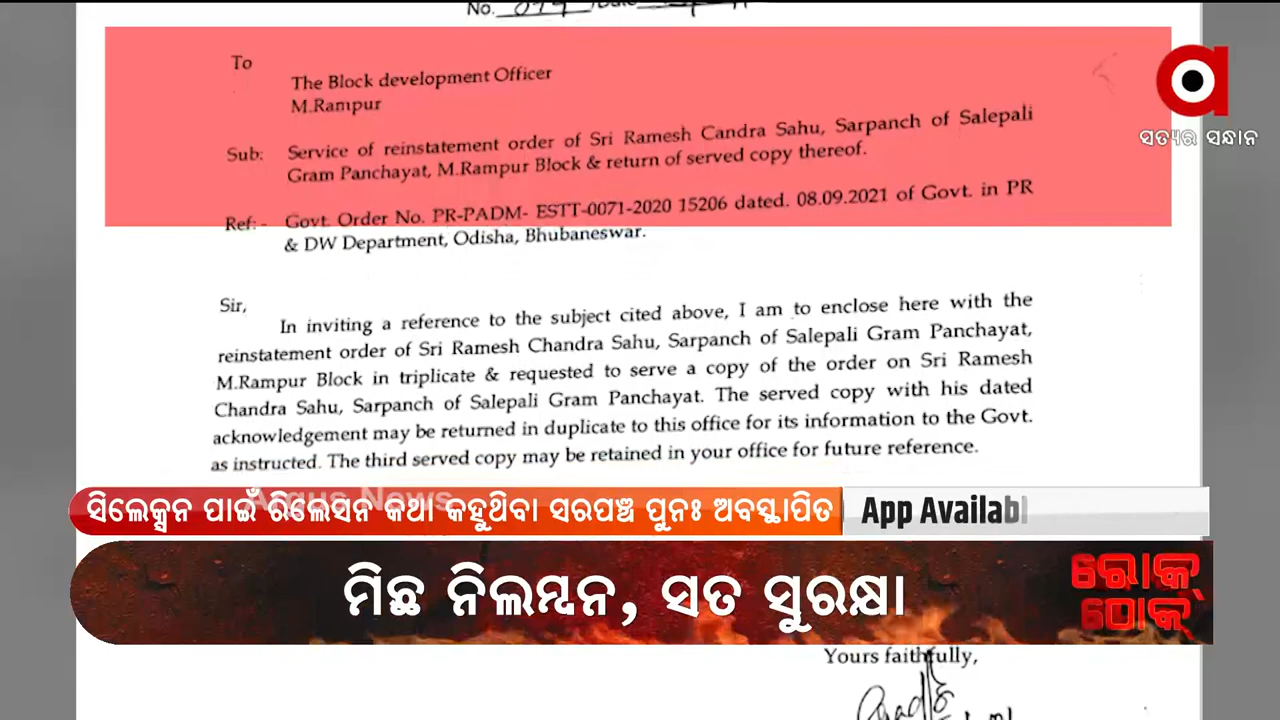 No.
To
The Block development Officer
M.Rampur
Sub: Service of reinstatement order of Sri Ramesh Candra Sahu, Sarpanch of Salepali
Gram Panchayat, M.Rampur Block & return of served copy thereof.
Ref: - Govt. Order No. PR-PADM- ESTT-0071-2020 15206 dated. 08.09.2021 of Govt. in PR
& DW Department, Odisha, Bhubaneswar.
ସତ୍ୟର ସନ୍ଧାନ
Sir,
In inviting a reference to the subject cited above, I am to enclose here with the
reinstatement order of Sri Ramesh Chandra Sahu, Sarpanch of Salepali Gram Panchayat,
M.Rampur Block in triplicate & requested to serve a copy of the order on Sri Ramesh
Chandra Sahu, Sarpanch of Salepali Gram Panchayat. The served copy with his dated
acknowledgement may be returned in duplicate to this office for its information to the Govt.
as instructed. The third served copy may be retained in your office for future reference.
Argus News
ସିଲେକ୍ସନ ପାଇଁ ରିଲେସନ କଥା କହୁଥିବା ସରପଞ୍ଚ ପୁନଃ ଅବସ୍ଥାପିତ
App Availabl
ମିଛ ନିଲମ୍ବନ, ସତ ସୁରକ୍ଷା
ରୋକ୍
ଠୋକ୍
Yours faithfully,